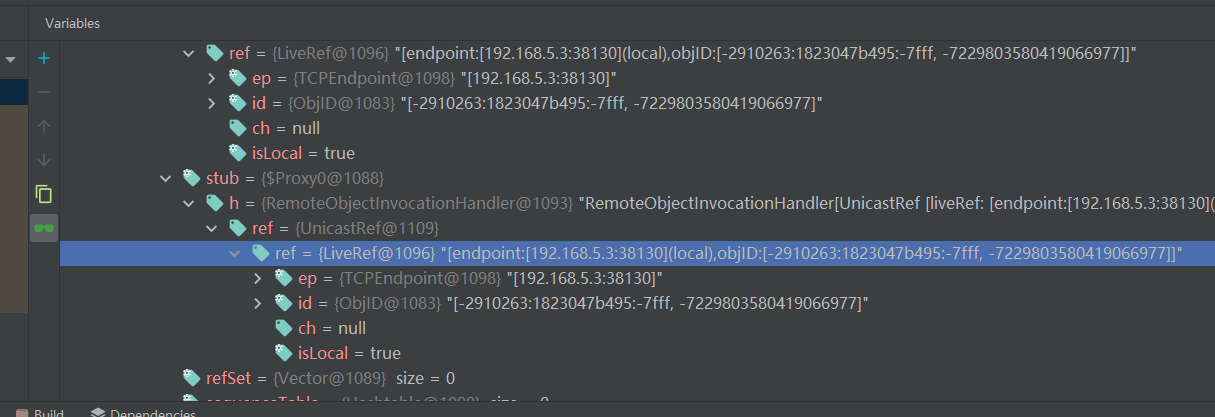 Variables
ref = {LiveRef@1096} "[endpoint:[192.168.5.3:38130](local),objID:[-2910263:1823047b495:-7fff, -7229803580419066977]]"
ep = {TCPEndpoint@1098} "[192.168.5.3:38130]"
id = {ObjID@1083} "[-2910263:1823047b495:-7fff, -7229803580419066977]"
ch = null
isLocal = true
stub = {$Proxy0@1088}
h = {RemoteObjectInvocationHandler@1093} "RemoteObjectInvocationHandler[UnicastRef [liveRef: [endpoint:[192.168.5.3:38130](
ref = {UnicastRef@1109}
ref = {LiveRef@1096} "[endpoint:[192.168.5.3:38130](local),objID:[-2910263:1823047b495:-7fff, -7229803580419066977]]"
ep = {TCPEndpoint@1098} "[192.168.5.3:38130]"
id = {ObjID@1083} "[-2910263:1823047b495:-7fff, -7229803580419066977]"
ch = null
isLocal = true
refSet = {Vector@1089} size = 0
Build Dependencies